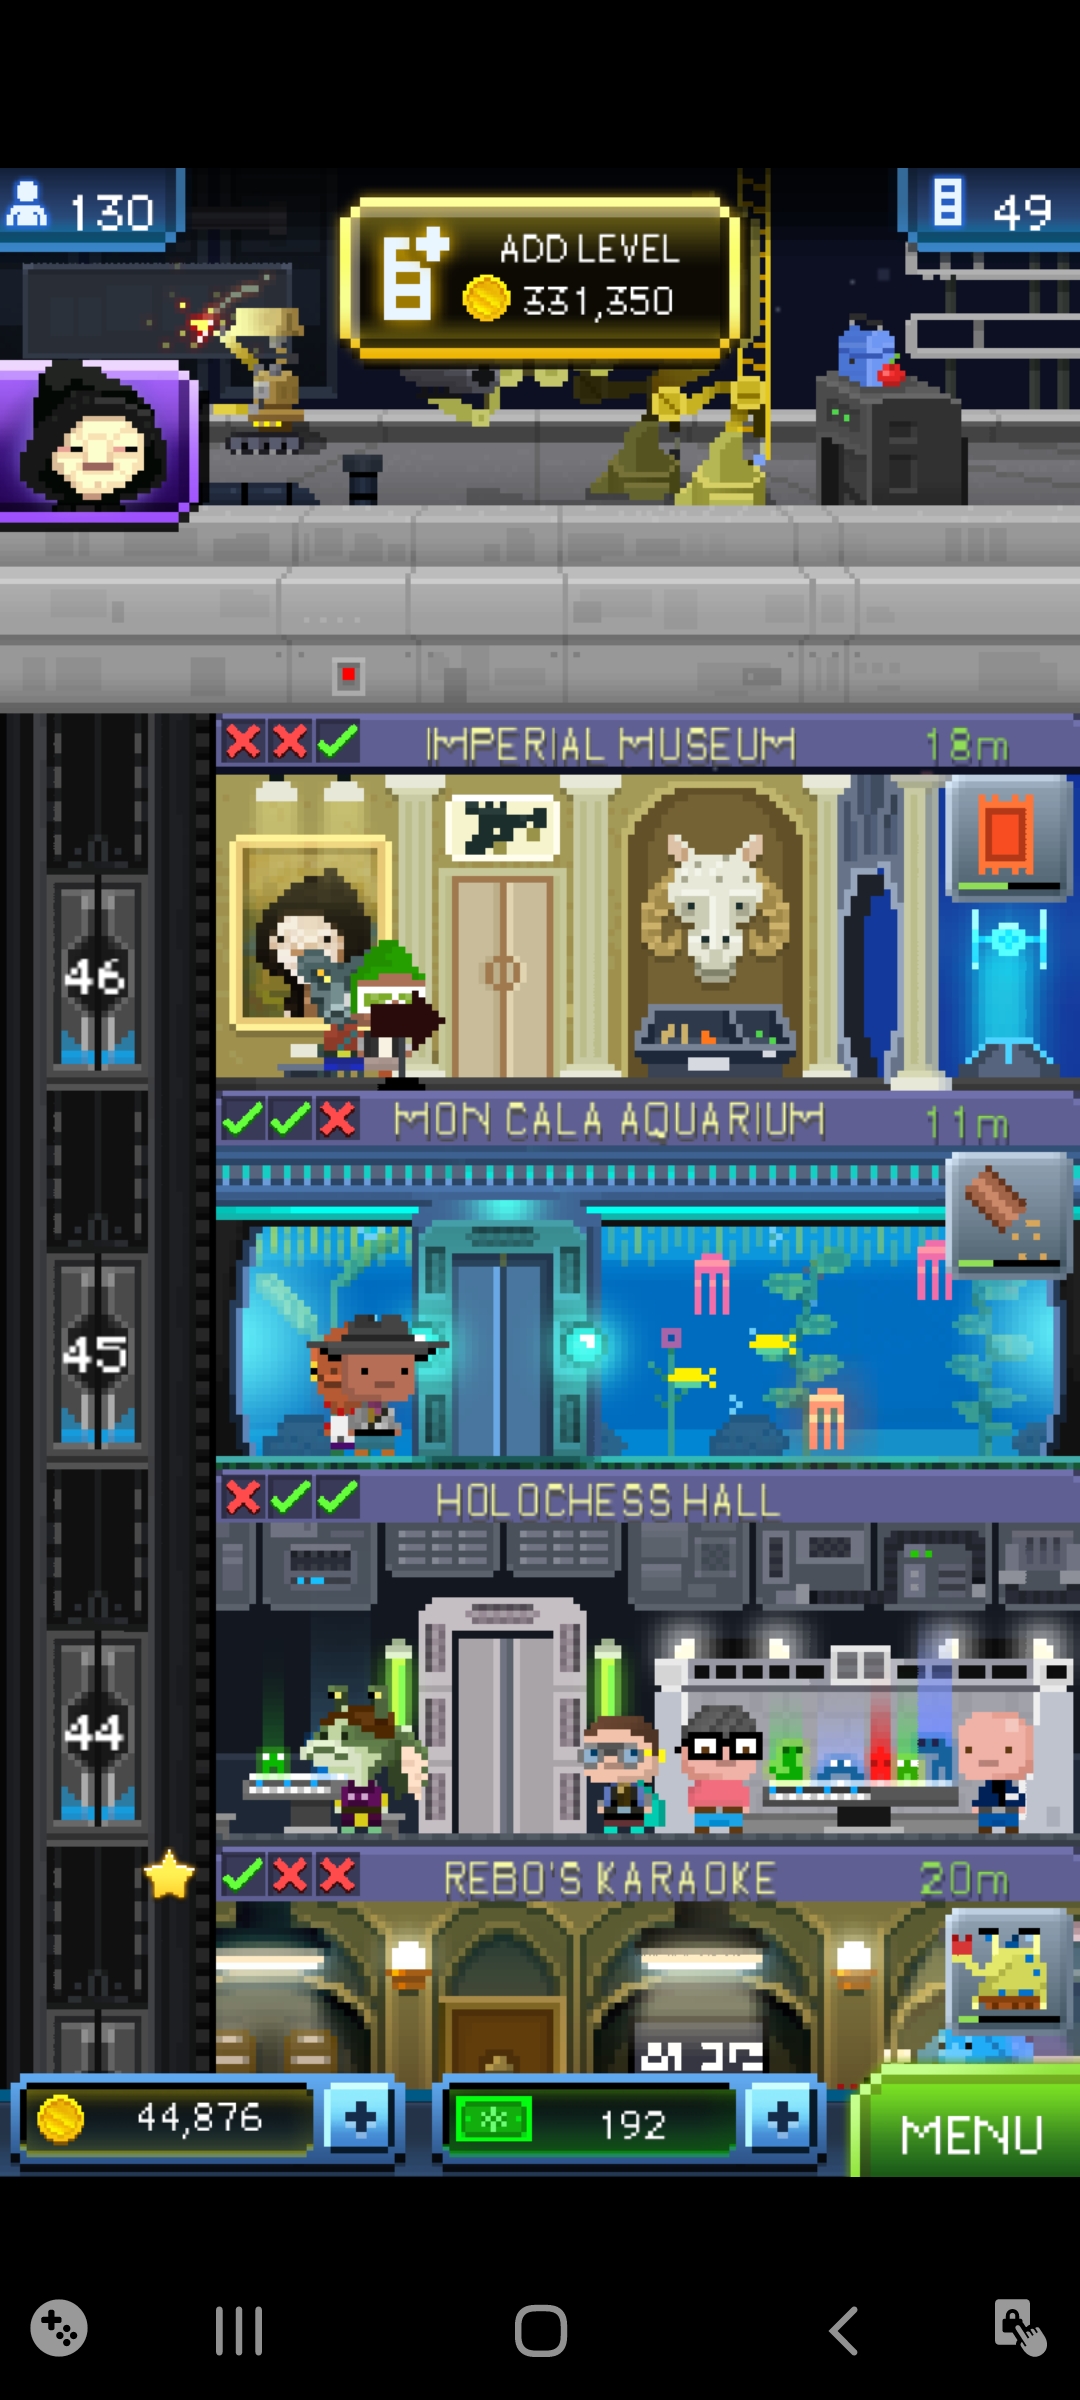 130
ADD LEVEL
331,350
49
IMPERIAL MUSEUM 18m
46
MON CALA AQUARIUM 11m
45
HOLOCHESS HALL
44
REBO'S KARAOKE 20m
44,876
192
MENU